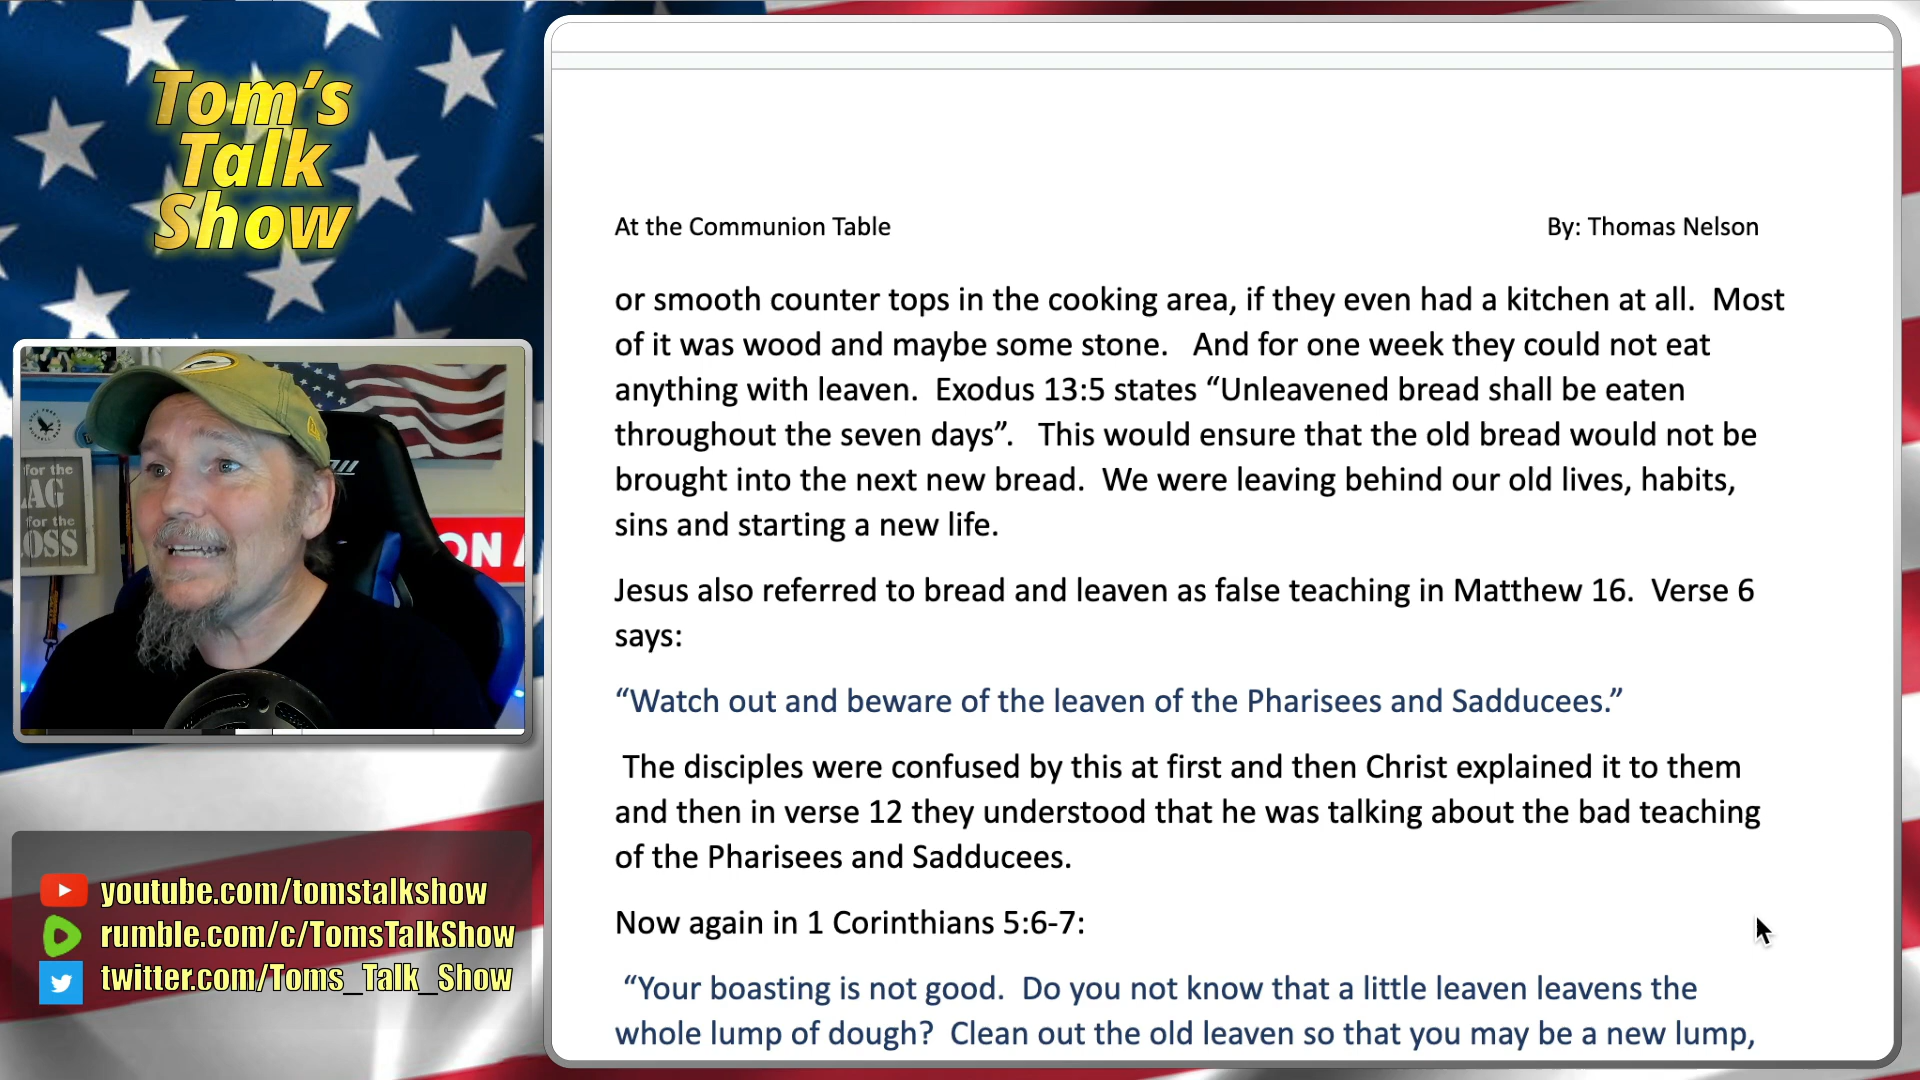 Tom's
Talk
Show
At the Communion Table
By: Thomas Nelson
or smooth counter tops in the cooking area, if they even had a kitchen at all.  Most
of it was wood and maybe some stone.   And for one week they could not eat
anything with leaven.  Exodus 13:5 states “Unleavened bread shall be eaten
throughout the seven days”.   This would ensure that the old bread would not be
brought into the next new bread.  We were leaving behind our old lives, habits,
sins and starting a new life.
Jesus also referred to bread and leaven as false teaching in Matthew 16.  Verse 6
says:
“Watch out and beware of the leaven of the Pharisees and Sadducees.”
The disciples were confused by this at first and then Christ explained it to them
and then in verse 12 they understood that he was talking about the bad teaching
of the Pharisees and Sadducees.
Now again in 1 Corinthians 5:6-7:
“Your boasting is not good.  Do you not know that a little leaven leavens the
whole lump of dough?  Clean out the old leaven so that you may be a new lump,
for the
AG
for the
OSS
ON A
youtube.com/tomstalkshow
rumble.com/c/TomsTalkShow
twitter.com/Toms_Talk_Show